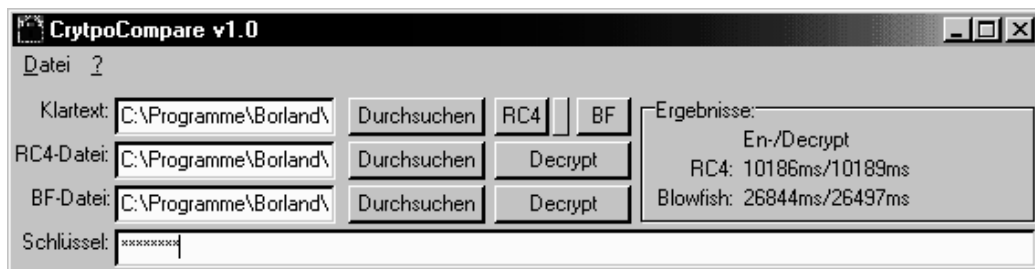 CrytpoCompare v1.0
Datei ?
Klartext: C:\Programme\Borland\ Durchsuchen RC4 BF
RC4-Datei: C:\Programme\Borland\ Durchsuchen Decrypt
BF-Datei: C:\Programme\Borland\ Durchsuchen Decrypt
Schlüssel: ********
Ergebnisse:
En-/Decrypt
RC4: 10186ms/10189ms
Blowfish: 26844ms/26497ms